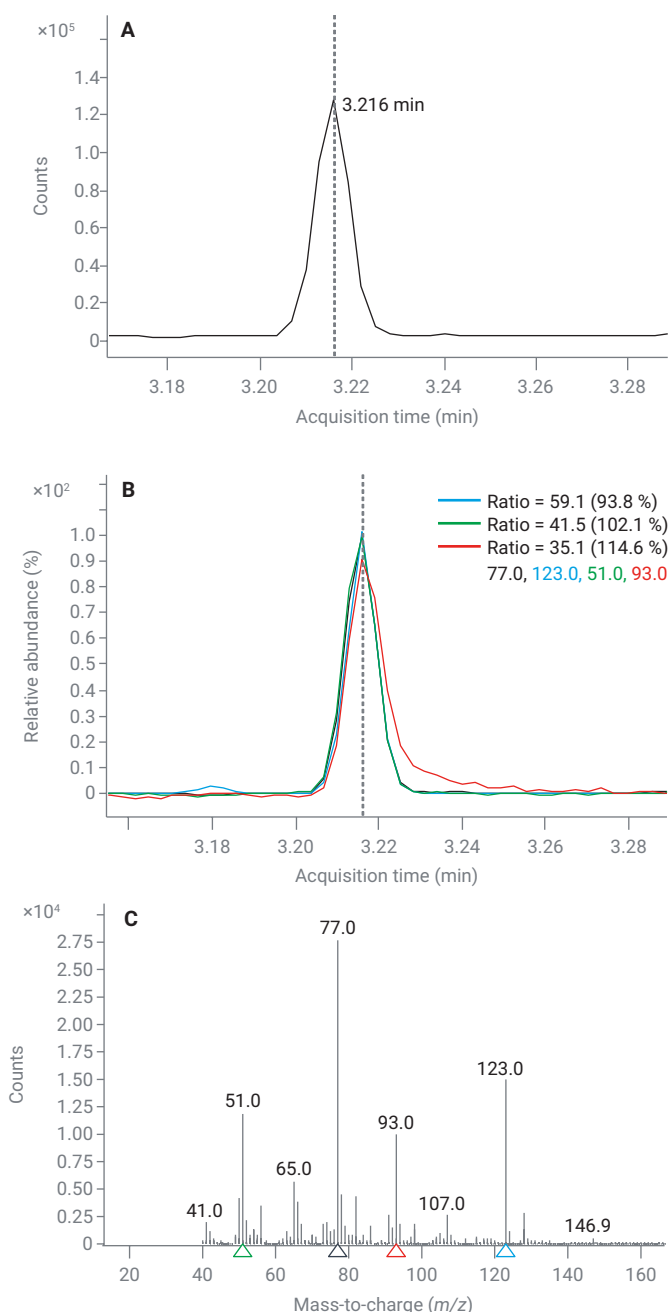 ×10⁵
A
1.4
3.216 min
1.2
1.0
0.8
0.6
0.4
0.2
0
Counts
3.18 3.20 3.22 3.24 3.26 3.28
Acquisition time (min)
×10²
B
Ratio = 59.1 (93.8 %)
Ratio = 41.5 (102.1 %)
Ratio = 35.1 (114.6 %)
77.0, 123.0, 51.0, 93.0
1.0
0.9
0.8
0.7
0.6
0.5
0.4
0.3
0.2
0.1
0
Relative abundance (%)
3.18 3.20 3.22 3.24 3.26 3.28
Acquisition time (min)
×10⁴
C
77.0
2.75
2.50
2.25
2.00
1.75
1.50
123.0
1.25
51.0
1.00
93.0
0.75
65.0
0.50
41.0
107.0
0.25
146.9
0
Counts
20 40 60 80 100 120 140 160
Mass-to-charge (m/z)